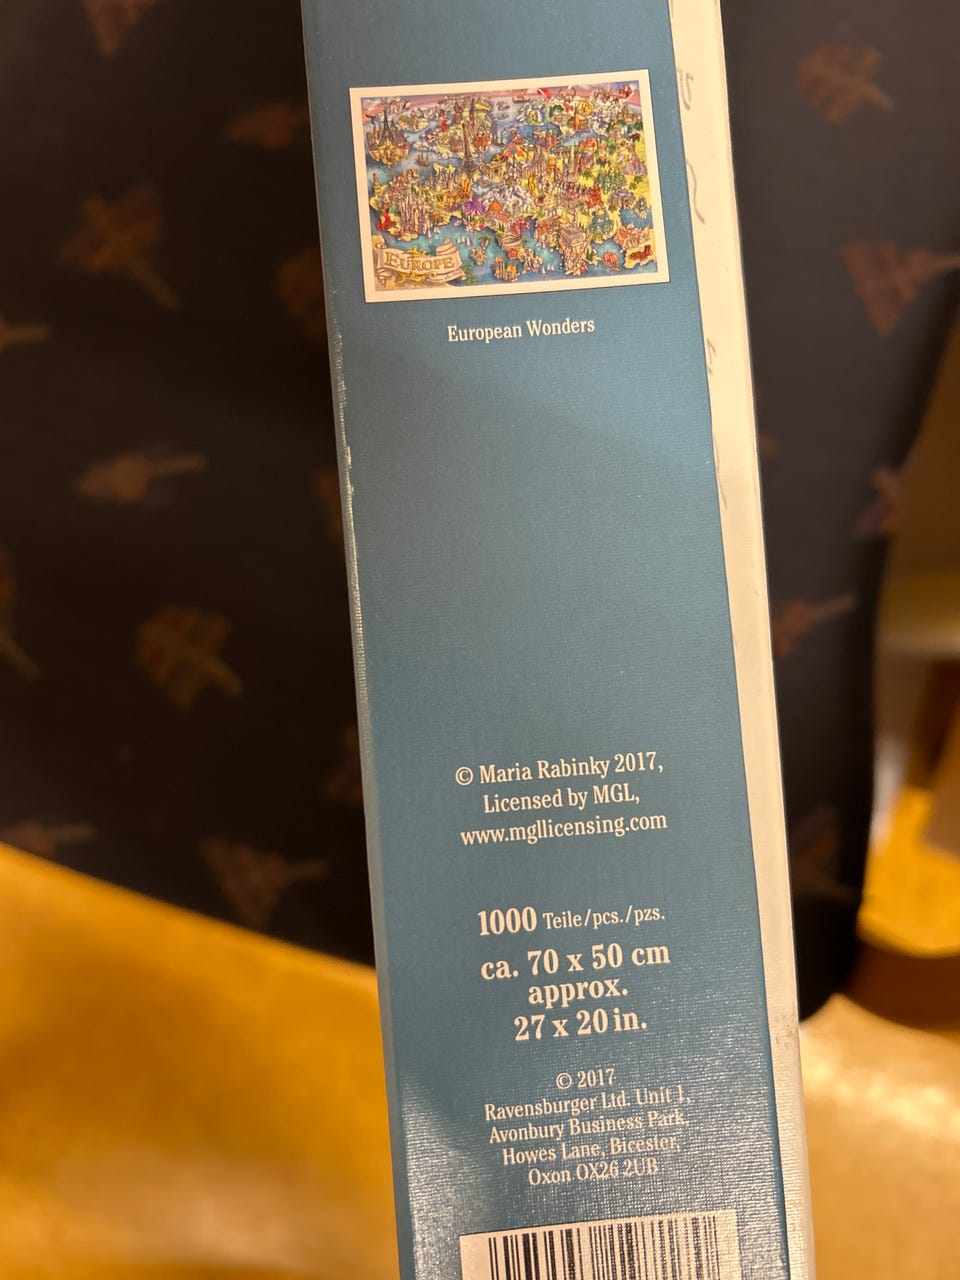 EUROPE
European Wonders
© Maria Rabinky 2017,
Licensed by MGL,
www.mgllicensing.com
1000 Teile/pcs./pzs.
ca. 70 x 50 cm
approx.
27 x 20 in.
© 2017
Ravensburger Ltd. Unit 1,
Avonbury Business Park,
Howes Lane, Bicester,
Oxon OX26 2UB